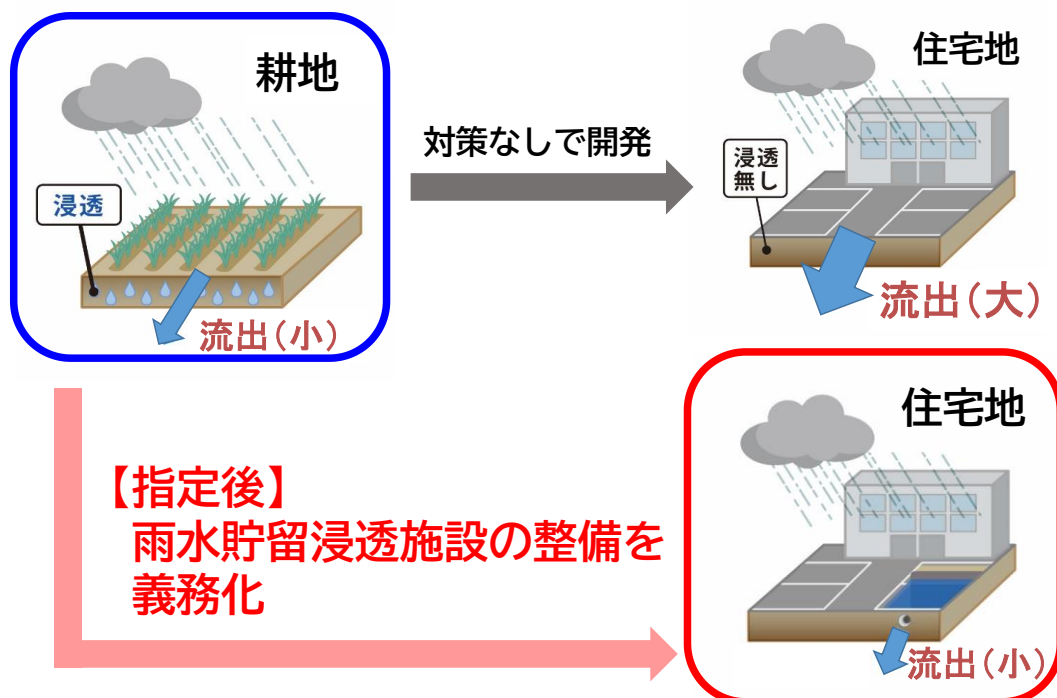 耕地
浸透
流出(小)
対策なしで開発
住宅地
浸透
無し
流出(大)
【指定後】
雨水貯留浸透施設の整備を
義務化
住宅地
流出(小)